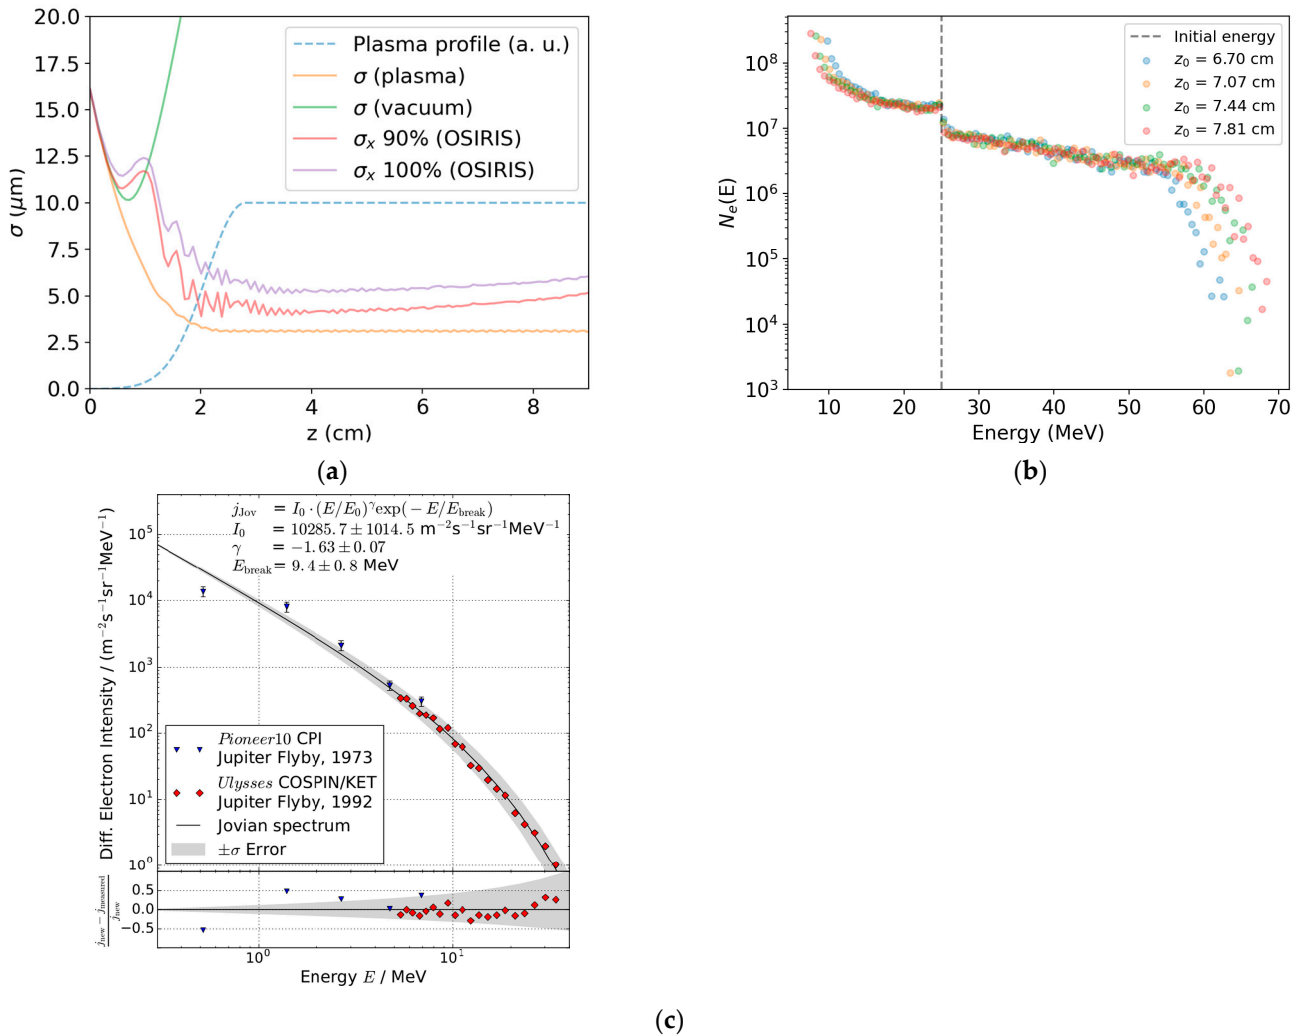 20.0
17.5
15.0
12.5
10.0
7.5
5.0
2.5
0.0
σ (μm)
0
2
4
6
8
z (cm)
Plasma profile (a. u.)
σ (plasma)
σ (vacuum)
σx 90% (OSIRIS)
σx 100% (OSIRIS)
(a)
10^8
10^7
10^6
10^5
10^4
10^3
Ne(E)
10
20
30
40
50
60
70
Energy (MeV)
Initial energy
z0 = 6.70 cm
z0 = 7.07 cm
z0 = 7.44 cm
z0 = 7.81 cm
(b)
jJov = I0·(E/E0)^γexp(−E/Ebreak)
I0 = 10285.7±1014.5 m−2s−1sr−1MeV−1
γ = −1.63±0.07
Ebreak = 9.4±0.8 MeV
Diff. Electron Intensity / (m−2s−1sr−1MeV−1)
10^5
10^4
10^3
10^2
10^1
10^0
Pioneer10 CPI
Jupiter Flyby, 1973
Ulysses COSPIN/KET
Jupiter Flyby, 1992
Jovian spectrum
±σ Error
jnew − jmeasured
jnew
0.5
0.0
−0.5
10^0
10^1
Energy E / MeV
(c)